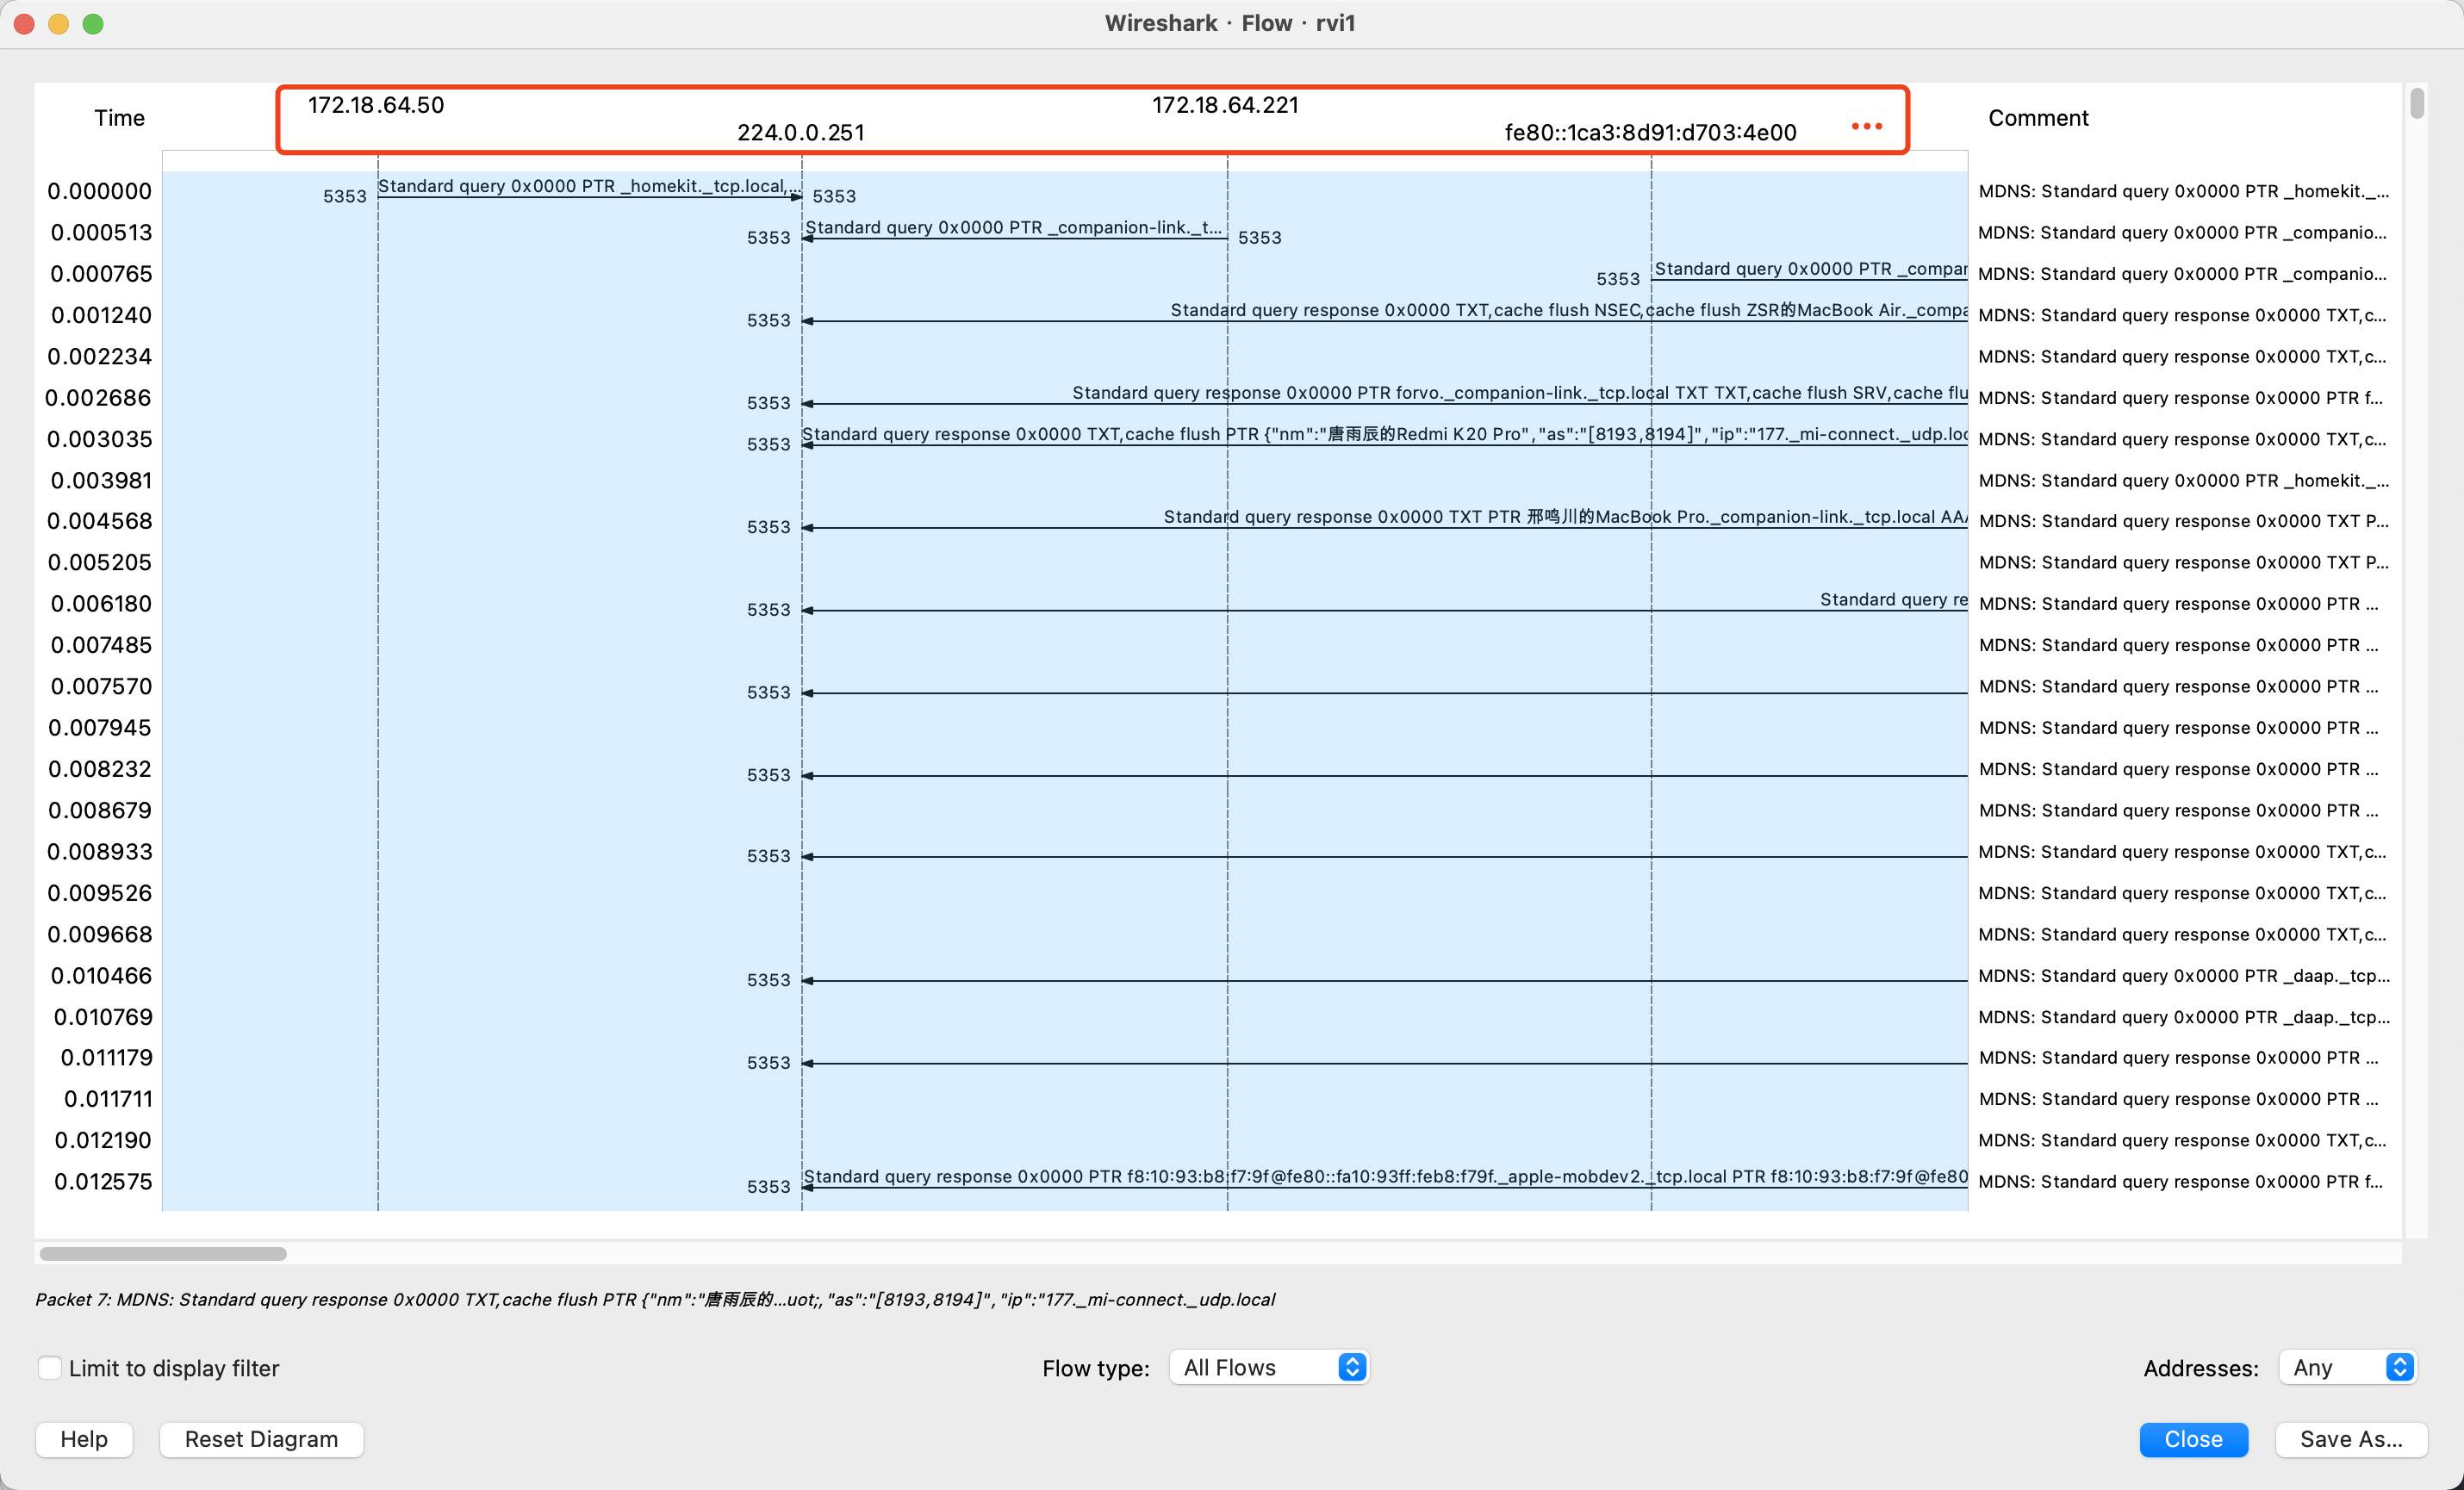 Wireshark · Flow · rvi1
Time
172.18.64.50
224.0.0.251
172.18.64.221
fe80::1ca3:8d91:d703:4e00
...
Comment
0.000000 5353 Standard query 0x0000 PTR _homekit._tcp.local,... 5353 MDNS: Standard query 0x0000 PTR _homekit._...
0.000513 5353 Standard query 0x0000 PTR _companion-link._t... 5353 MDNS: Standard query 0x0000 PTR _companio...
0.000765 5353 Standard query 0x0000 PTR _compar MDNS: Standard query 0x0000 PTR _companio...
0.001240 5353 Standard query response 0x0000 TXT,cache flush NSEC,cache flush ZSR的MacBook Air._compa MDNS: Standard query response 0x0000 TXT,c...
0.002234 MDNS: Standard query response 0x0000 TXT,c...
0.002686 5353 Standard query response 0x0000 PTR forvo._companion-link._tcp.local TXT TXT,cache flush SRV,cache flu MDNS: Standard query response 0x0000 PTR f...
0.003035 5353 Standard query response 0x0000 TXT,cache flush PTR {"nm":"唐雨辰的Redmi K20 Pro","as":"[8193,8194]","ip":"177._mi-connect._udp.loc MDNS: Standard query response 0x0000 TXT,c...
0.003981 MDNS: Standard query 0x0000 PTR _homekit._...
0.004568 5353 Standard query response 0x0000 TXT PTR 邢鸣川的MacBook Pro._companion-link._tcp.local AAA MDNS: Standard query response 0x0000 TXT P...
0.005205 MDNS: Standard query response 0x0000 TXT P...
0.006180 5353 Standard query re MDNS: Standard query response 0x0000 PTR ...
0.007485 MDNS: Standard query response 0x0000 PTR ...
0.007570 5353 MDNS: Standard query response 0x0000 PTR ...
0.007945 MDNS: Standard query response 0x0000 PTR ...
0.008232 5353 MDNS: Standard query response 0x0000 PTR ...
0.008679 MDNS: Standard query response 0x0000 PTR ...
0.008933 5353 MDNS: Standard query response 0x0000 TXT,c...
0.009526 MDNS: Standard query response 0x0000 TXT,c...
0.009668 MDNS: Standard query response 0x0000 TXT,c...
0.010466 5353 MDNS: Standard query 0x0000 PTR _daap._tcp...
0.010769 MDNS: Standard query 0x0000 PTR _daap._tcp...
0.011179 5353 MDNS: Standard query response 0x0000 PTR ...
0.011711 MDNS: Standard query response 0x0000 PTR ...
0.012190 MDNS: Standard query response 0x0000 TXT,c...
0.012575 5353 Standard query response 0x0000 PTR f8:10:93:b8:f7:9f@fe80::fa10:93ff:feb8:f79f._apple-mobdev2._tcp.local PTR f8:10:93:b8:f7:9f@fe80 MDNS: Standard query response 0x0000 PTR f...
Packet 7: MDNS: Standard query response 0x0000 TXT,cache flush PTR {"nm":"唐雨辰的...uot;,"as":"[8193,8194]","ip":"177._mi-connect._udp.local
Limit to display filter
Flow type: All Flows
Addresses: Any
Help
Reset Diagram
Close
Save As...